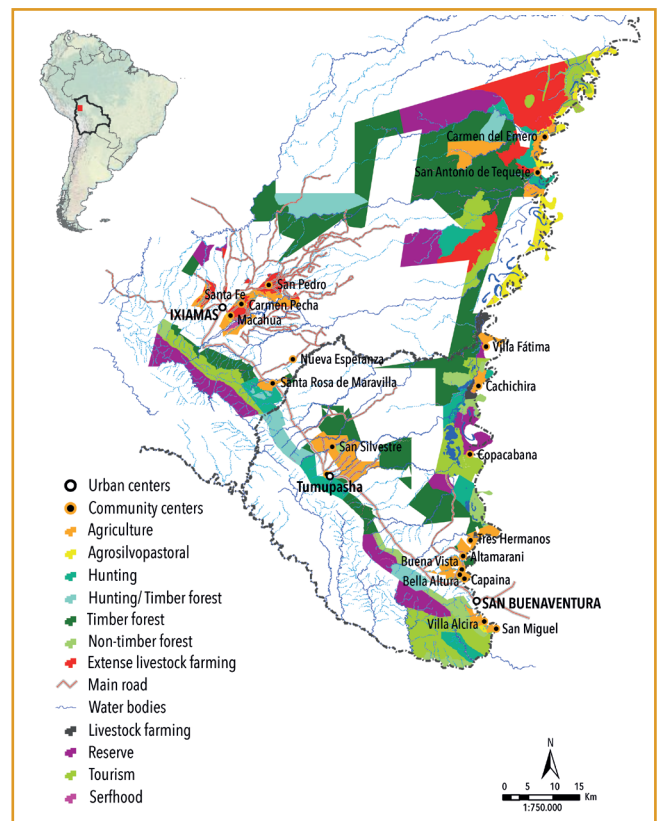 Carmen del Emero
San Antonio de Tequeje
San Pedro
Santa Fe
Carmen Pecha
IXIAMAS
Macahua
Villa Fátima
Nueva Esperanza
Santa Rosa de Maravilla
Cachichira
San Silvestre
Copacabana
Tumupasha
Tres Hermanos
Altamarani
Buena Vista
Bella Altura
Capaina
SAN BUENAVENTURA
Villa Alcira
San Miguel
Urban centers
Community centers
Agriculture
Agrosilvopastoral
Hunting
Hunting/ Timber forest
Timber forest
Non-timber forest
Extense livestock farming
Main road
Water bodies
Livestock farming
Reserve
Tourism
Serfhood
N
0 5 10 15 Km
1:750.000